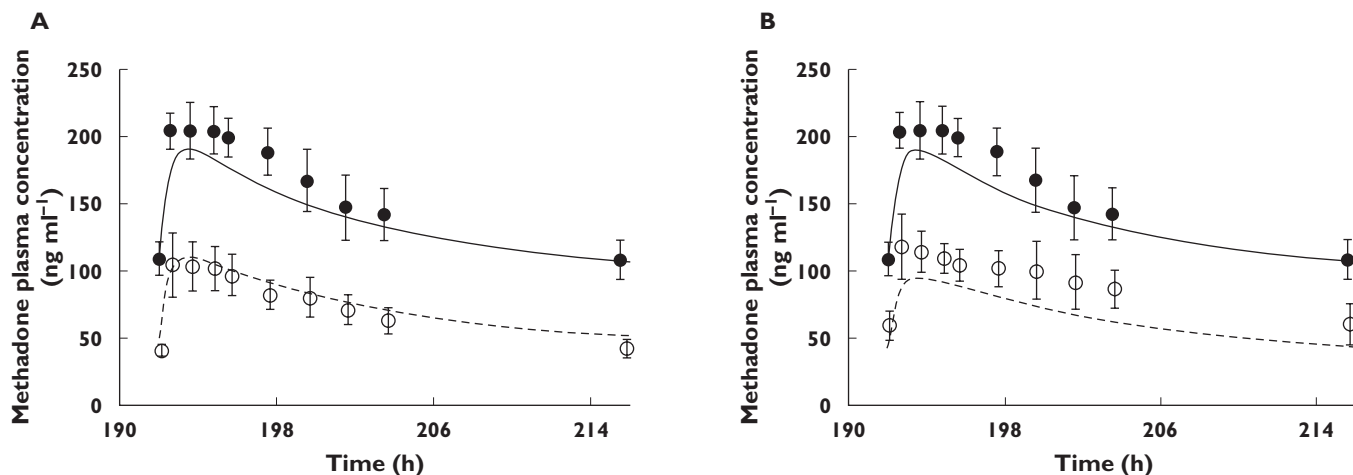 A
Methadone plasma concentration
(ng ml⁻¹)
250
200
150
100
50
0
190
198
206
214
Time (h)
B
Methadone plasma concentration
(ng ml⁻¹)
250
200
150
100
50
0
190
198
206
214
Time (h)